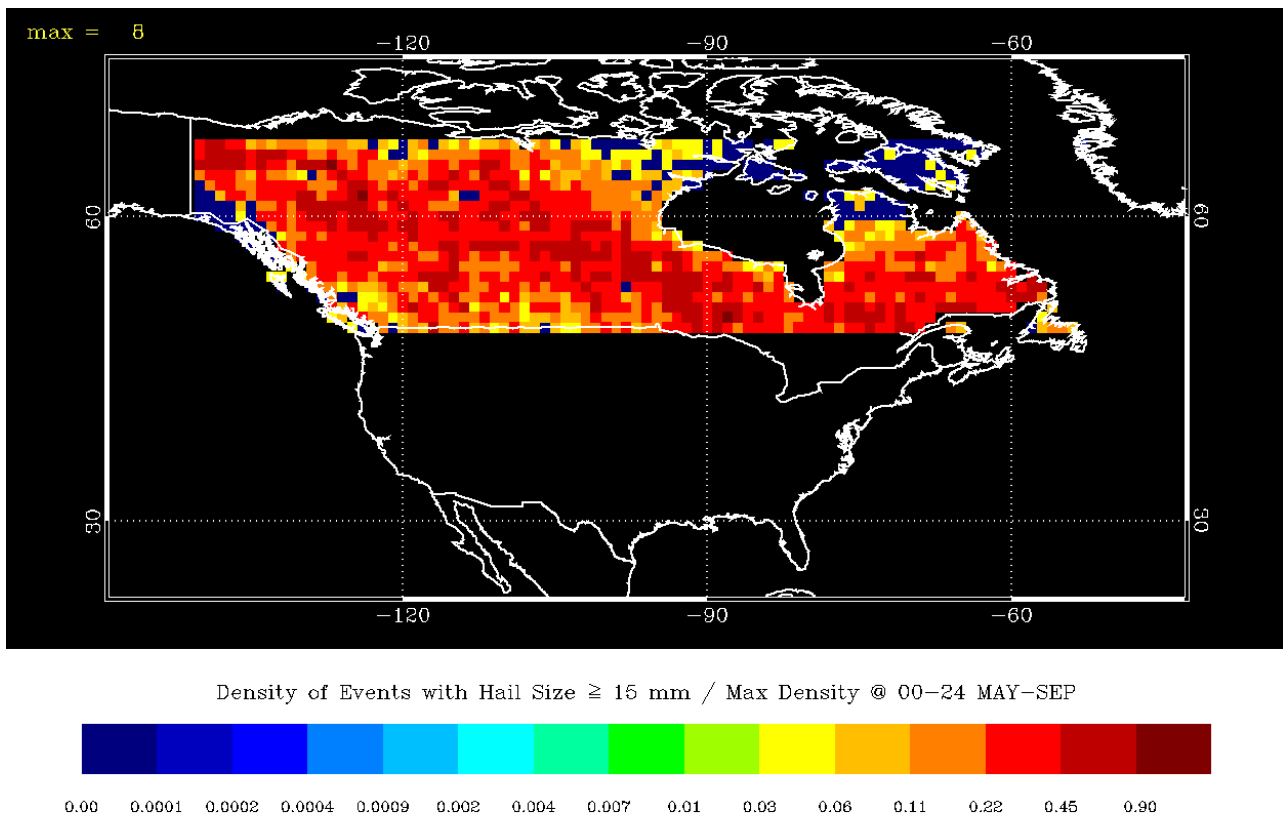 max = 8
−120 −90 −60
60 60
30 30
−120 −90 −60
Density of Events with Hail Size ≧ 15 mm / Max Density @ 00−24 MAY−SEP
0.00 0.0001 0.0002 0.0004 0.0009 0.002 0.004 0.007 0.01 0.03 0.06 0.11 0.22 0.45 0.90